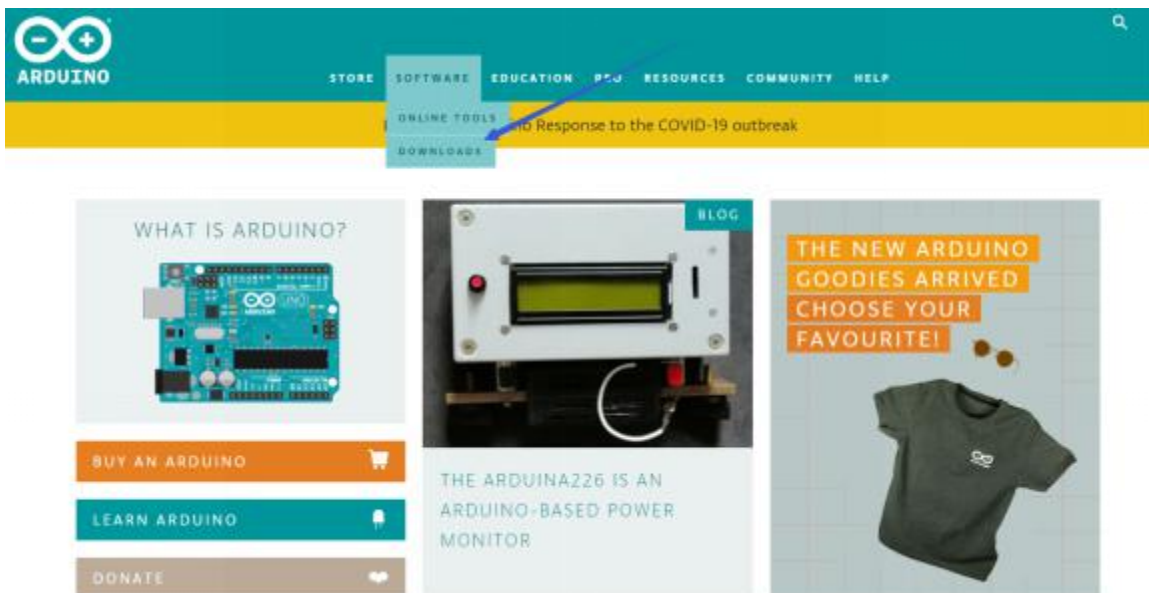 ARDUINO
STORE SOFTWARE EDUCATION PRO RESOURCES COMMUNITY HELP
ONLINE TOOLS
Response to the COVID-19 outbreak
DOWNLOADS
WHAT IS ARDUINO?
UNO
BUY AN ARDUINO
LEARN ARDUINO
DONATE
BLOG
THE ARDUINA226 IS AN
ARDUINO-BASED POWER
MONITOR
THE NEW ARDUINO
GOODIES ARRIVED
CHOOSE YOUR
FAVOURITE!